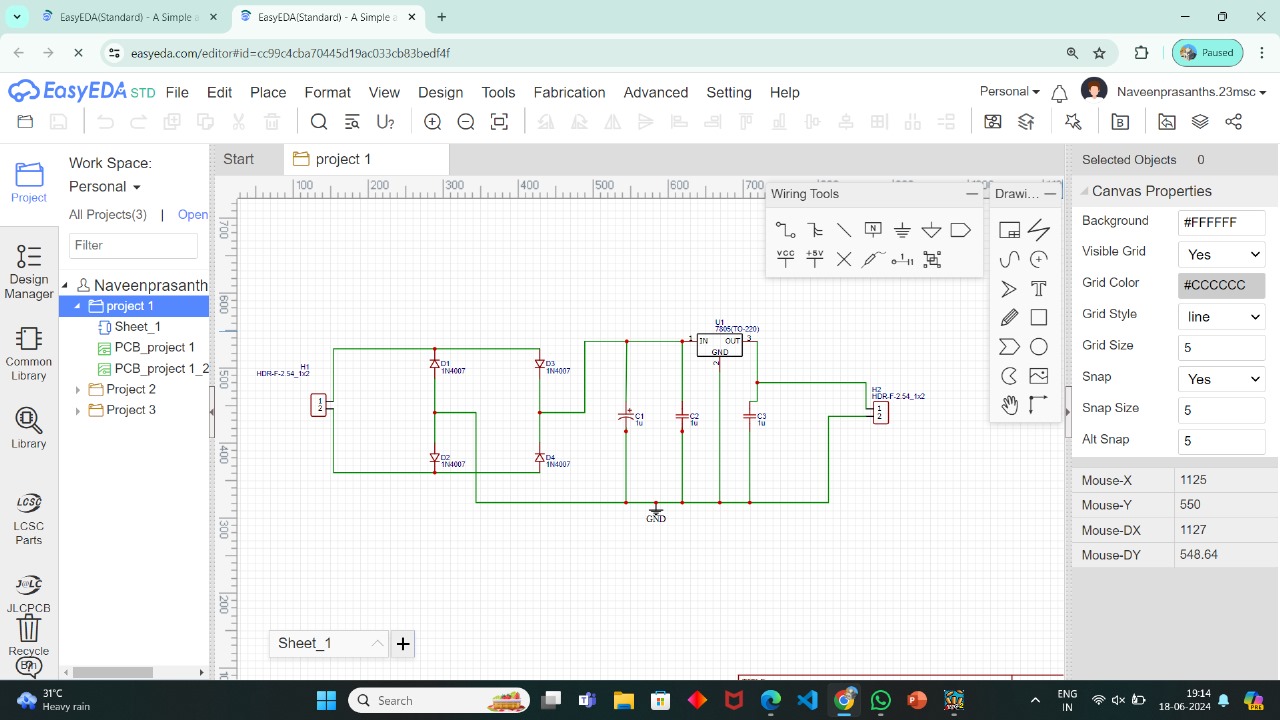 EasyEDA(Standard) - A Simple a
EasyEDA(Standard) - A Simple a
easyeda.com/editor#id=cc99c4cba70445d19ac033cb83bedf4f
Paused
EasyEDA STD File Edit Place Format View Design Tools Fabrication Advanced Setting Help
Personal
Naveenprasanths.23msc
Project
Design
Manager
Common
Library
Library
LCSC
Parts
JLCPCB
Recycle
Work Space:
Personal
All Projects(3) | Open
Filter
Naveenprasanth
project 1
Sheet_1
PCB_project 1
PCB_project 1_2
Project 2
Project 3
Start
project 1
100 200 300 400 500 600 700
700
600
500
400
300
200
Wiring Tools
N
VCC
+5V
Drawi...
T
H1
HDR-F-2.54_1x2
1
2
D1
1N4007
D3
1N4007
D2
1N4007
D4
1N4007
C1
1u
C2
1u
C3
1u
U1
7805(TO-220)
1 IN OUT 3
GND
2
H2
HDR-F-2.54_1x2
1
2
GND
Sheet_1
Selected Objects 0
Canvas Properties
Background #FFFFFF
Visible Grid Yes
Grid Color #CCCCCC
Grid Style line
Grid Size 5
Snap Yes
Snap Size 5
Alt Snap 5
Mouse-X 1125
Mouse-Y 550
Mouse-DX 1127
Mouse-DY 548.64
31°C
Heavy rain
Search
ENG
IN
19:14
18-06-2024